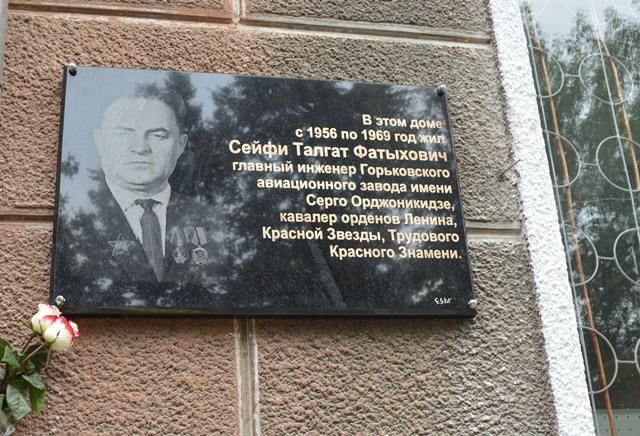 В этом доме
с 1956 по 1969 год жил
Сейфи Талгат Фатыхович
главный инженер Горьковского
авиационного завода имени
Серго Орджоникидзе,
кавалер орденов Ленина,
Красной Звезды, Трудового
Красного Знамени.